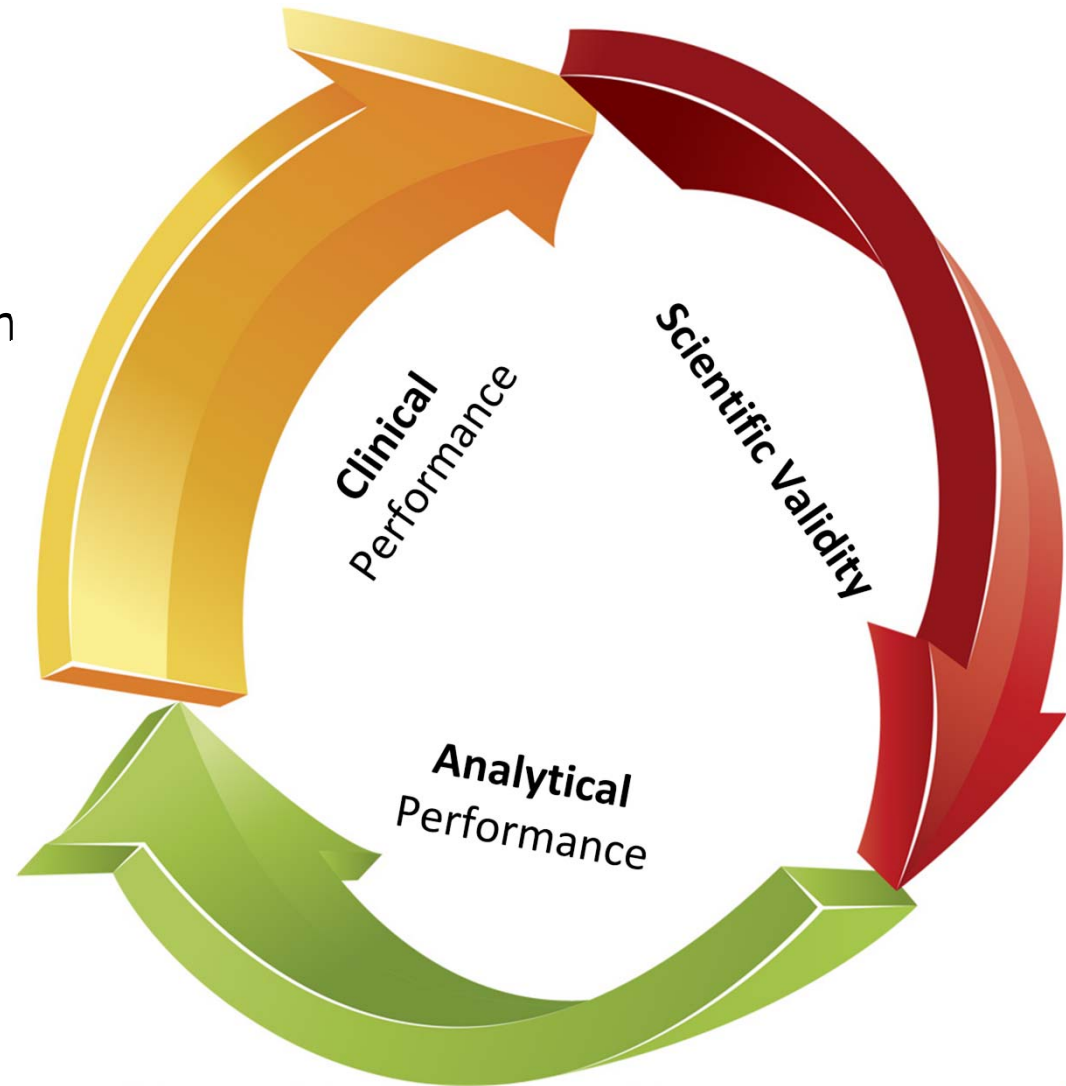 Clinical
Performance
Scientific Validity
Analytical
Performance